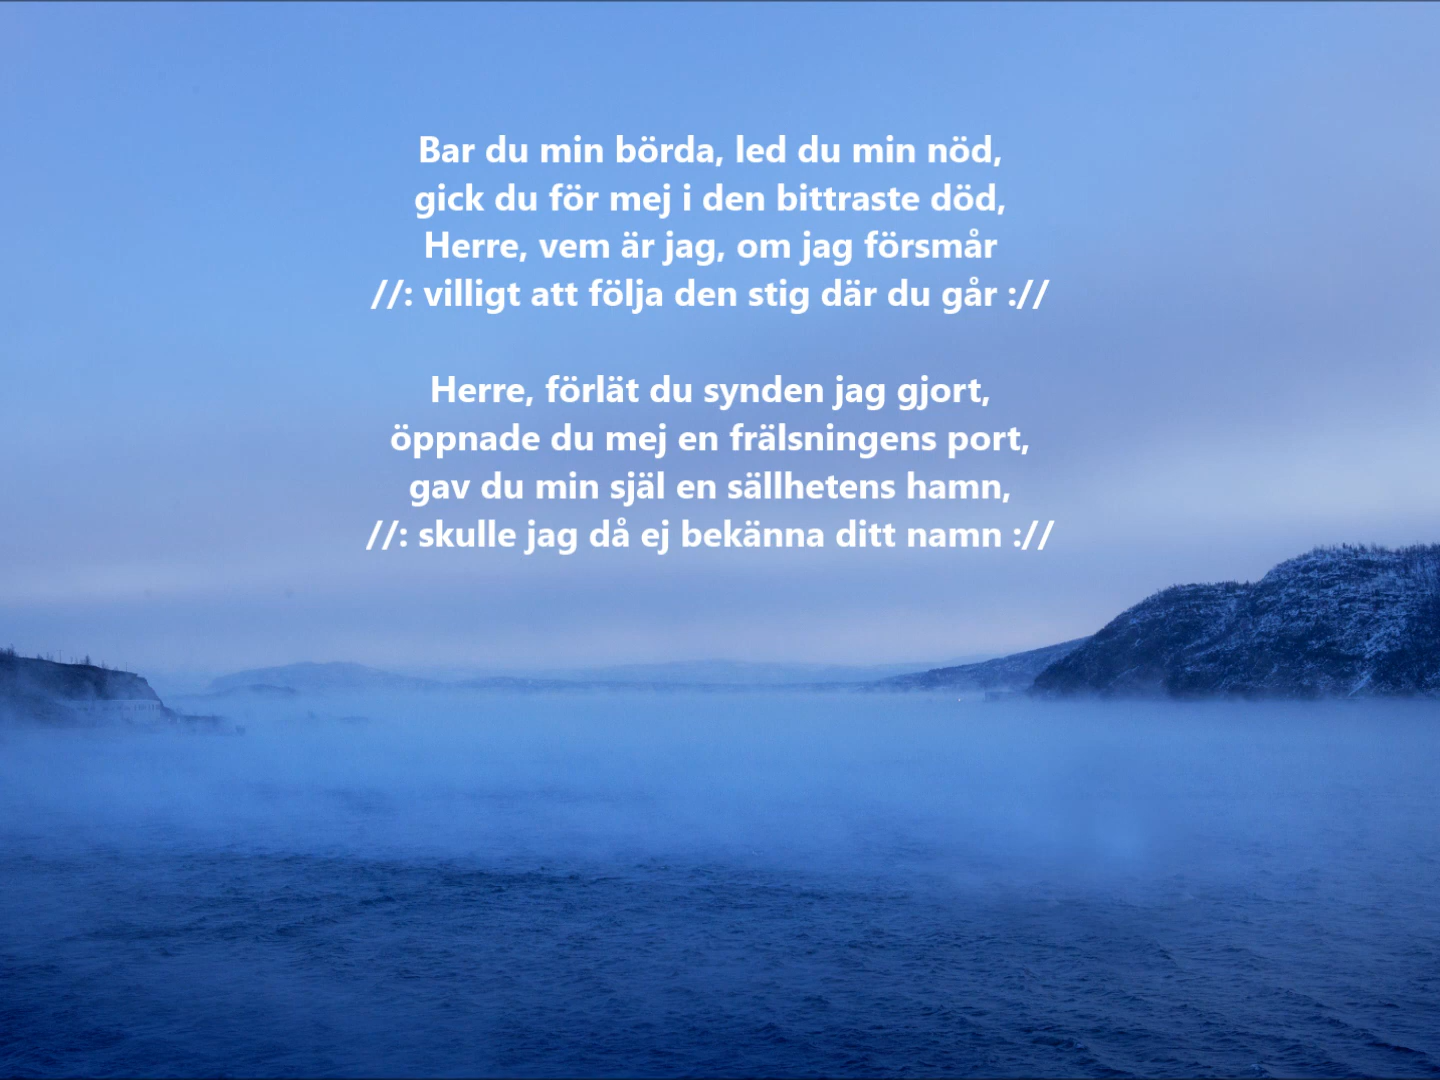 Bar du min börda, led du min nöd,
gick du för mej i den bittraste död,
Herre, vem är jag, om jag försmår
//: villigt att följa den stig där du går ://
Herre, förlät du synden jag gjort,
öppnade du mej en frälsningens port,
gav du min själ en sällhetens hamn,
//: skulle jag då ej bekänna ditt namn ://